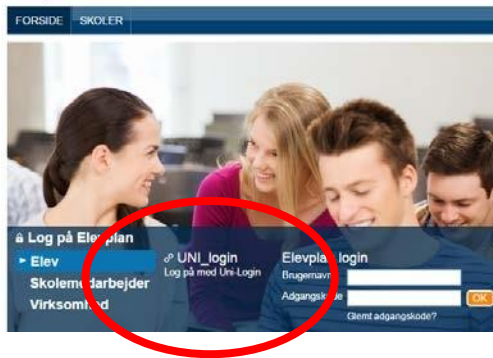 FORSIDE SKOLER
Log på Elevplan
Elev
Skolemedarbejder
Virksomhed
UNI_login
Log på med Uni-Login
Elevplan login
Brugernavn
Adgangskode
OK
Glemt adgangskode?